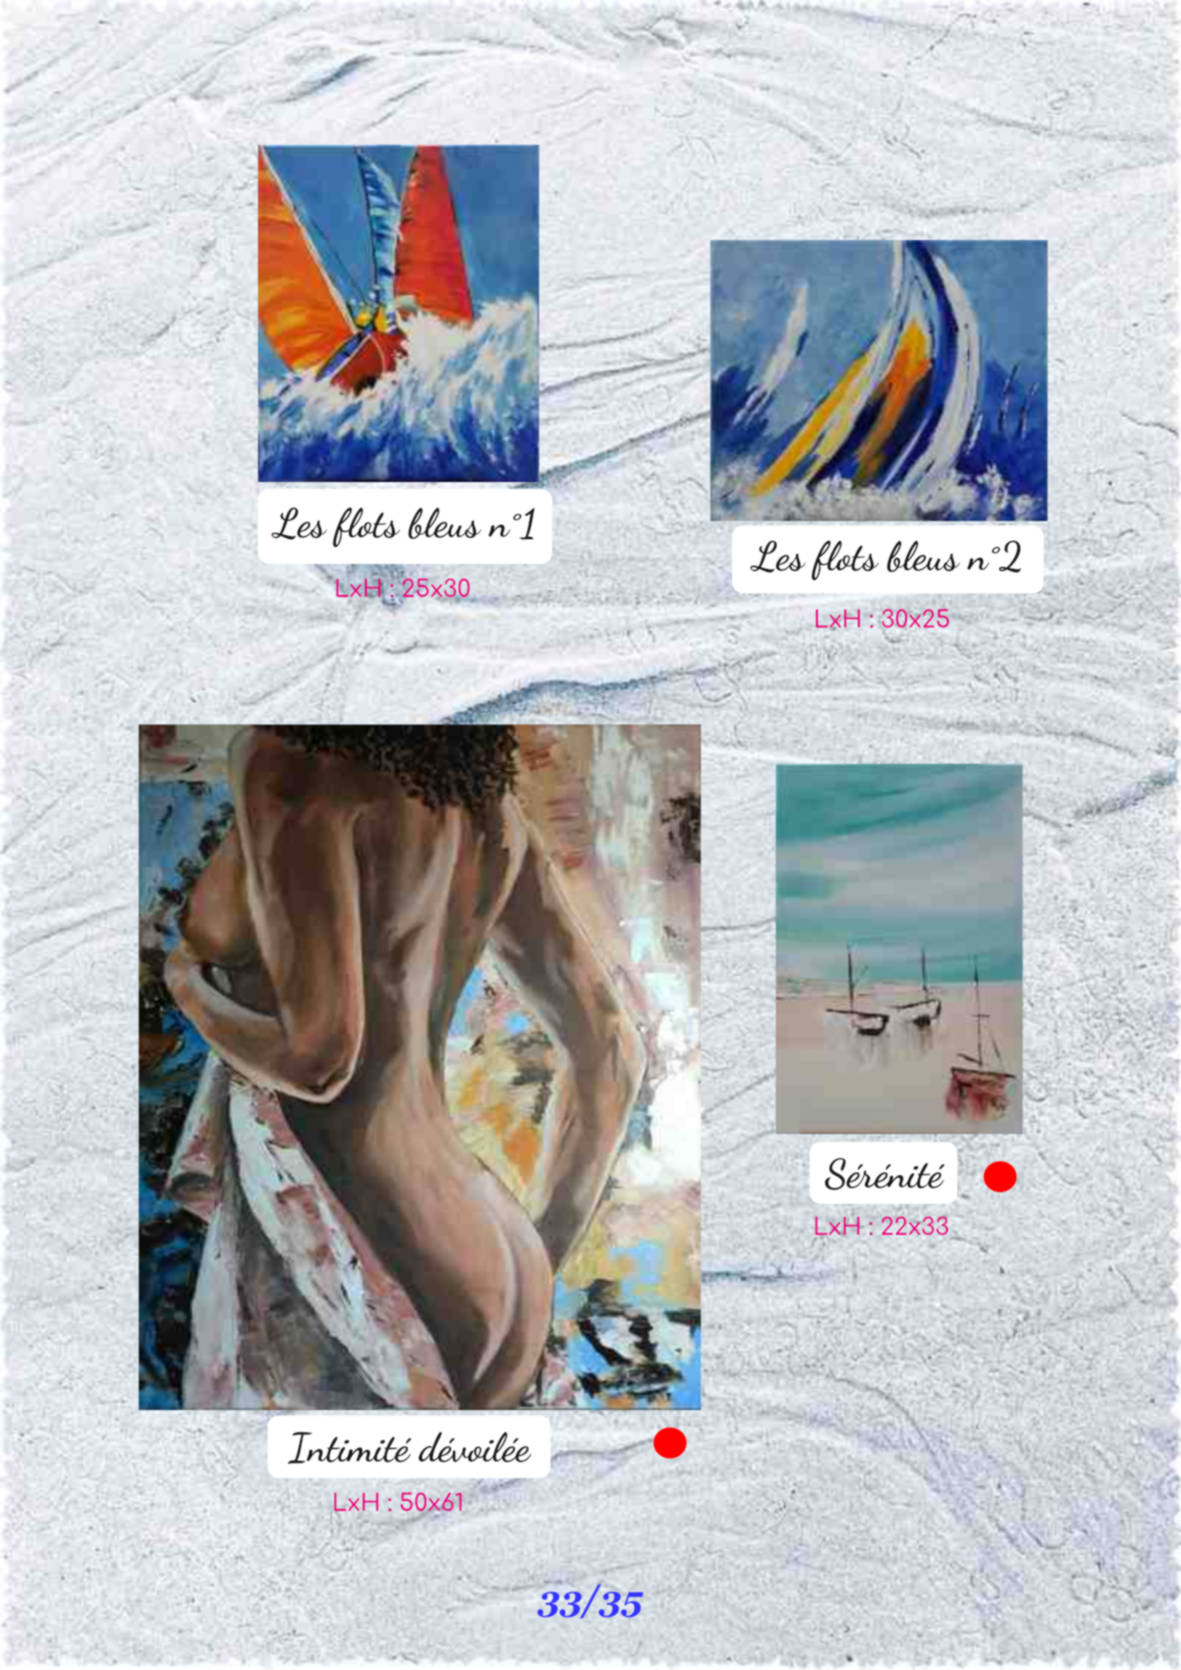 Les flots bleus n°1
LxH : 25x30
Les flots bleus n°2
LxH : 30x25
Sérénité
LxH : 22x33
Intimité dévoilée
LxH : 50x61
33/35